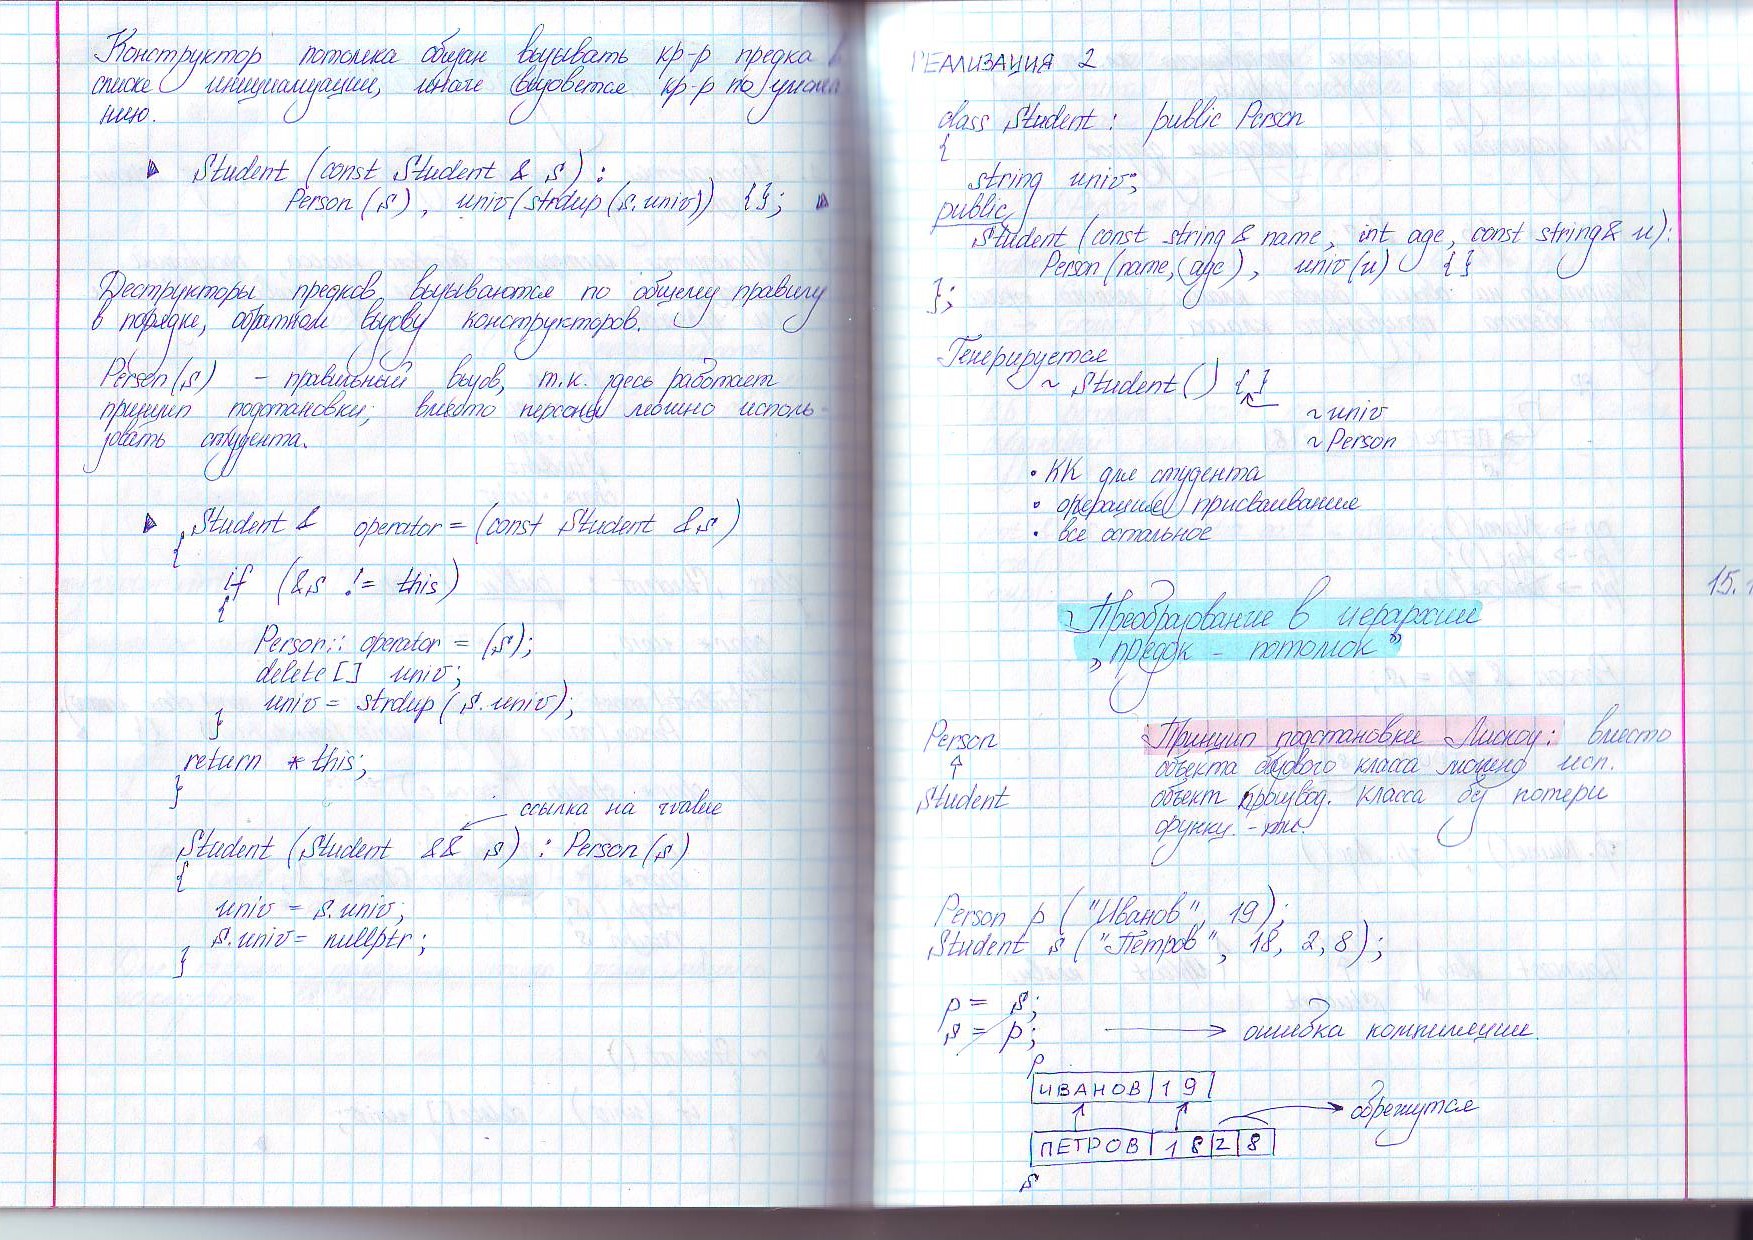 Конструктор потомка обязан вызывать кр-р предка в
списке инициализации, иначе вызовется кр-р по умолча
нию.
Student (const Student & s) :
Person (s) , univ (strdup (s.univ)) { };
Деструкторы предков вызываются по общему правилу
в порядке, обратном вызову конструкторов.
Person(s) - правильный вызов, т.к. здесь работает
принцип подстановки; вместо персоны можно исполь-
зовать студента.
Student & operator = (const Student & s)
{
if (&s != this)
{
Person:: operator = (s);
delete [] univ;
univ = strdup (s.univ);
}
return *this;
}
ссылка на rvalue
Student (Student && s) : Person (s)
{
univ = s.univ;
s.univ = nullptr;
}
РЕАЛИЗАЦИЯ 2
class Student : public Person
{
string univ;
public
Student (const string & name, int age, const string & u):
Person (name, age) , univ (u) { }
};
Генерируется
~ Student () { }
~ univ
~ Person
• КК для студента
• операция присваивание
• все остальное
15.
Преобразование в иерархии
"предок - потомок"
Person
↑
Student
Принцип подстановки Лисков: вместо
объекта базового класса можно исп.
объект производ. класса без потери
функц. -ти.
Person p ("Иванов", 19);
Student s ("Петров", 18, 2, 8);
p = s;
s = p; → ошибка компиляции.
p
ИВАНОВ 19
обрежутся
ПЕТРОВ 18 2 8
s